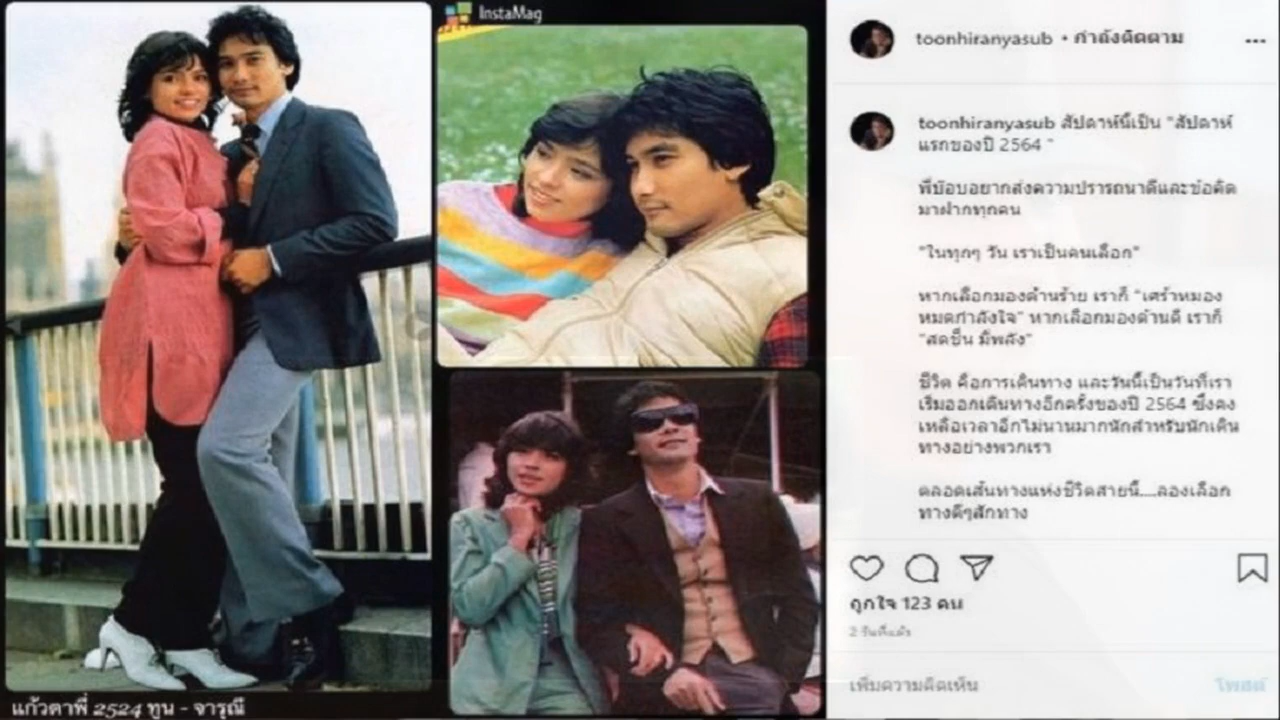 InstaMag
แก้วตาพี่ 2524 ทูน - จารุณี
toonhiranyasub • กำลังติดตาม
toonhiranyasub สัปดาห์นี้เป็น "สัปดาห์
แรกของปี 2564 "
พี่บ๊อบอยากส่งความปรารถนาดีและข้อคิด
มาฝากทุกคน
"ในทุกๆ วัน เราเป็นคนเลือก"
หากเลือกมองด้านร้าย เราก็ "เศร้าหมอง
หมดกำลังใจ" หากเลือกมองด้านดี เราก็
"สดชื่น มีพลัง"
ชีวิต คือการเดินทาง และวันนี้เป็นวันที่เรา
เริ่มออกเดินทางอีกครั้งของปี 2564 ซึ่งคง
เหลือเวลาอีกไม่นานมากนักสำหรับนักเดิน
ทางอย่างพวกเรา
ตลอดเส้นทางแห่งชีวิตสายนี้....ลองเลือก
ทางดีๆสักทาง
ถูกใจ 123 คน
2 วันที่แล้ว
เพิ่มความคิดเห็น
โพสต์